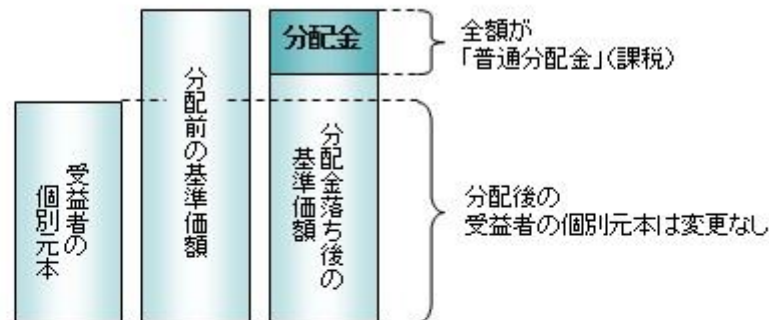 受益者の
個別元本
分配前の基準価額
分配金
分配金落ち後の
基準価額
全額が
「普通分配金」(課税)
分配後の
受益者の個別元本は変更なし